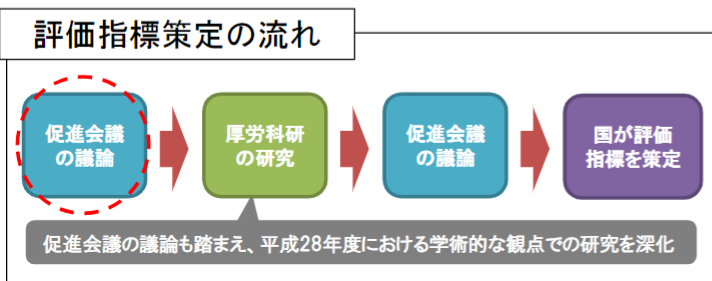 評価指標策定の流れ
促進会議
の議論
厚労科研
の研究
促進会議
の議論
国が評価
指標を策定
促進会議の議論も踏まえ、平成28年度における学術的な観点での研究を深化